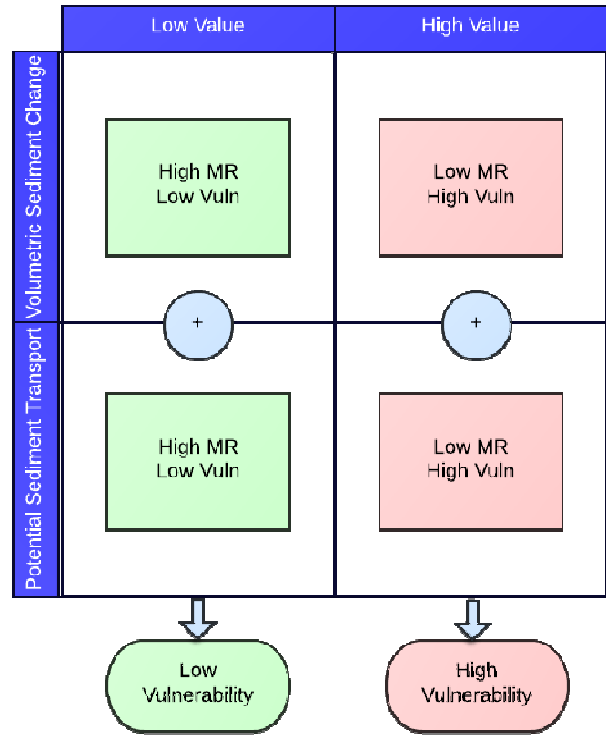 Low Value
High Value
Volumetric Sediment Change
High MR
Low Vuln
Low MR
High Vuln
+
+
Potential Sediment Transport
High MR
Low Vuln
Low MR
High Vuln
Low
Vulnerability
High
Vulnerability